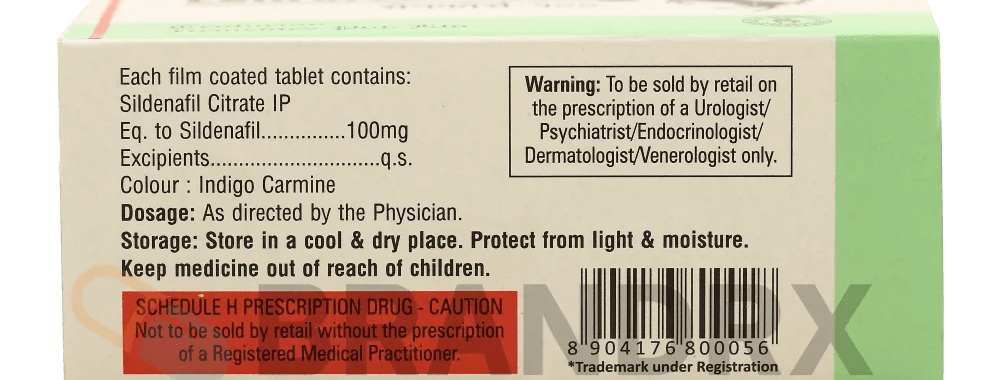 Each film coated tablet contains:
Sildenafil Citrate IP
Eq. to Sildenafil...............100mg
Excipients.............................q.s.
Colour : Indigo Carmine
Dosage: As directed by the Physician.
Storage: Store in a cool & dry place. Protect from light & moisture.
Keep medicine out of reach of children.
Warning: To be sold by retail on
the prescription of a Urologist/
Psychiatrist/Endocrinologist/
Dermatologist/Venerologist only.
SCHEDULE H PRESCRIPTION DRUG - CAUTION
Not to be sold by retail without the prescription
of a Registered Medical Practitioner.
8 904176 800056
*Trademark under Registration
BRANDRX